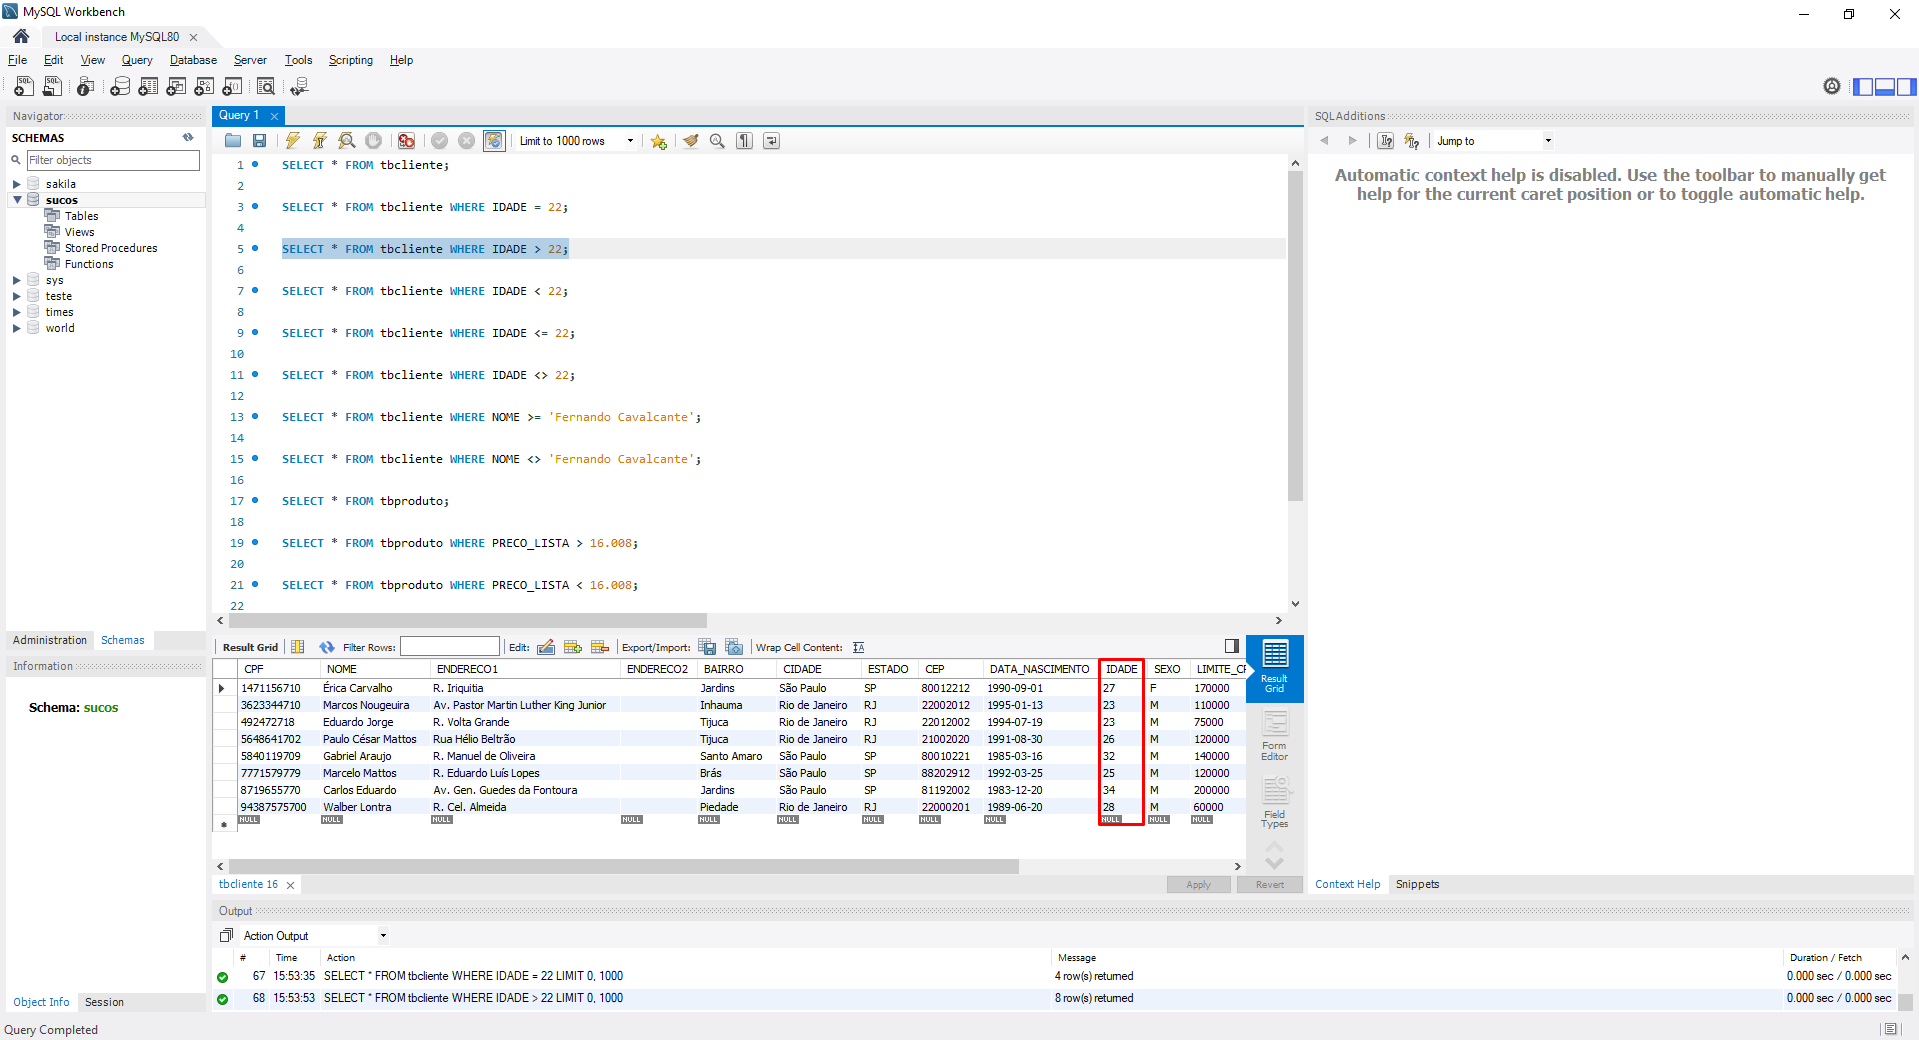 MySQL Workbench
Local instance MySQL80
File Edit View Query Database Server Tools Scripting Help
Navigator
SCHEMAS
Filter objects
sakila
sucos
Tables
Views
Stored Procedures
Functions
sys
teste
times
world
Administration Schemas
Information
Schema: sucos
Object Info Session
Query 1
Limit to 1000 rows
1 SELECT * FROM tbcliente;
2
3 SELECT * FROM tbcliente WHERE IDADE = 22;
4
5 SELECT * FROM tbcliente WHERE IDADE > 22;
6
7 SELECT * FROM tbcliente WHERE IDADE < 22;
8
9 SELECT * FROM tbcliente WHERE IDADE <= 22;
10
11 SELECT * FROM tbcliente WHERE IDADE <> 22;
12
13 SELECT * FROM tbcliente WHERE NOME >= 'Fernando Cavalcante';
14
15 SELECT * FROM tbcliente WHERE NOME <> 'Fernando Cavalcante';
16
17 SELECT * FROM tbproduto;
18
19 SELECT * FROM tbproduto WHERE PRECO_LISTA > 16.008;
20
21 SELECT * FROM tbproduto WHERE PRECO_LISTA < 16.008;
22
Result Grid Filter Rows: Edit: Export/Import: Wrap Cell Content:
CPF NOME ENDERECO1 ENDERECO2 BAIRRO CIDADE ESTADO CEP DATA_NASCIMENTO IDADE SEXO LIMITE_CR
1471156710 Érica Carvalho R. Iriquitia Jardins São Paulo SP 80012212 1990-09-01 27 F 170000
3623344710 Marcos Nougeuira Av. Pastor Martin Luther King Junior Inhauma Rio de Janeiro RJ 22002012 1995-01-13 23 M 110000
492472718 Eduardo Jorge R. Volta Grande Tijuca Rio de Janeiro RJ 22012002 1994-07-19 23 M 75000
5648641702 Paulo César Mattos Rua Hélio Beltrão Tijuca Rio de Janeiro RJ 21002020 1991-08-30 26 M 120000
5840119709 Gabriel Araujo R. Manuel de Oliveira Santo Amaro São Paulo SP 80010221 1985-03-16 32 M 140000
7771579779 Marcelo Mattos R. Eduardo Luís Lopes Brás São Paulo SP 88202912 1992-03-25 25 M 120000
8719655770 Carlos Eduardo Av. Gen. Guedes da Fontoura Jardins São Paulo SP 81192002 1983-12-20 34 M 200000
94387575700 Walber Lontra R. Cel. Almeida Piedade Rio de Janeiro RJ 22000201 1989-06-20 28 M 60000
NULL NULL NULL NULL NULL NULL NULL NULL NULL NULL NULL NULL
Result Grid
Form Editor
Field Types
tbcliente 16
Apply Revert
SQLAdditions
Jump to
Automatic context help is disabled. Use the toolbar to manually get
help for the current caret position or to toggle automatic help.
Context Help Snippets
Output
Action Output
# Time Action Message Duration / Fetch
67 15:53:35 SELECT * FROM tbcliente WHERE IDADE = 22 LIMIT 0, 1000 4 row(s) returned 0.000 sec / 0.000 sec
68 15:53:53 SELECT * FROM tbcliente WHERE IDADE > 22 LIMIT 0, 1000 8 row(s) returned 0.000 sec / 0.000 sec
Query Completed